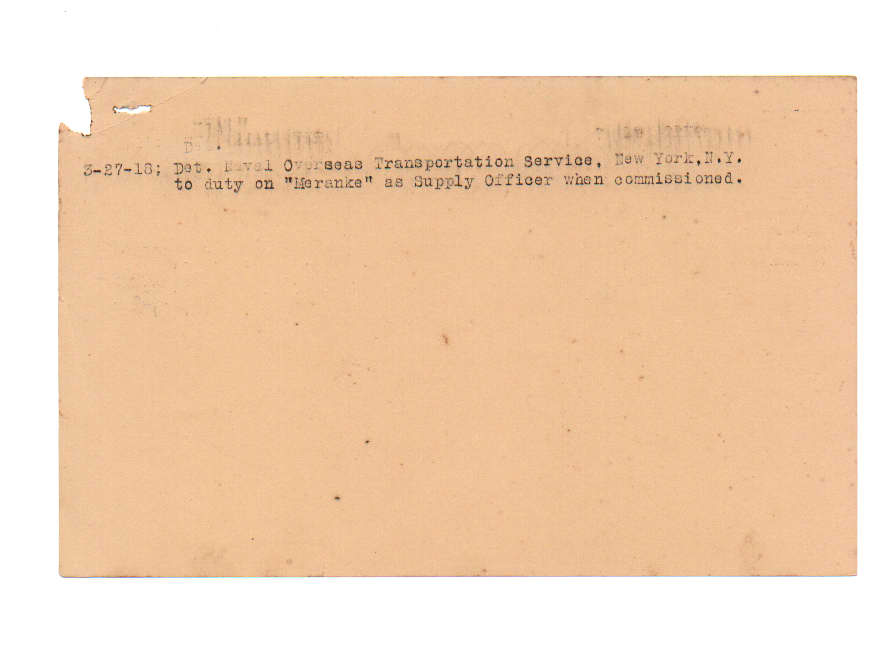 3-27-18; Det. Naval Overseas Transportation Service, New York,N.Y.
to duty on "Meranke" as Supply Officer when commissioned.